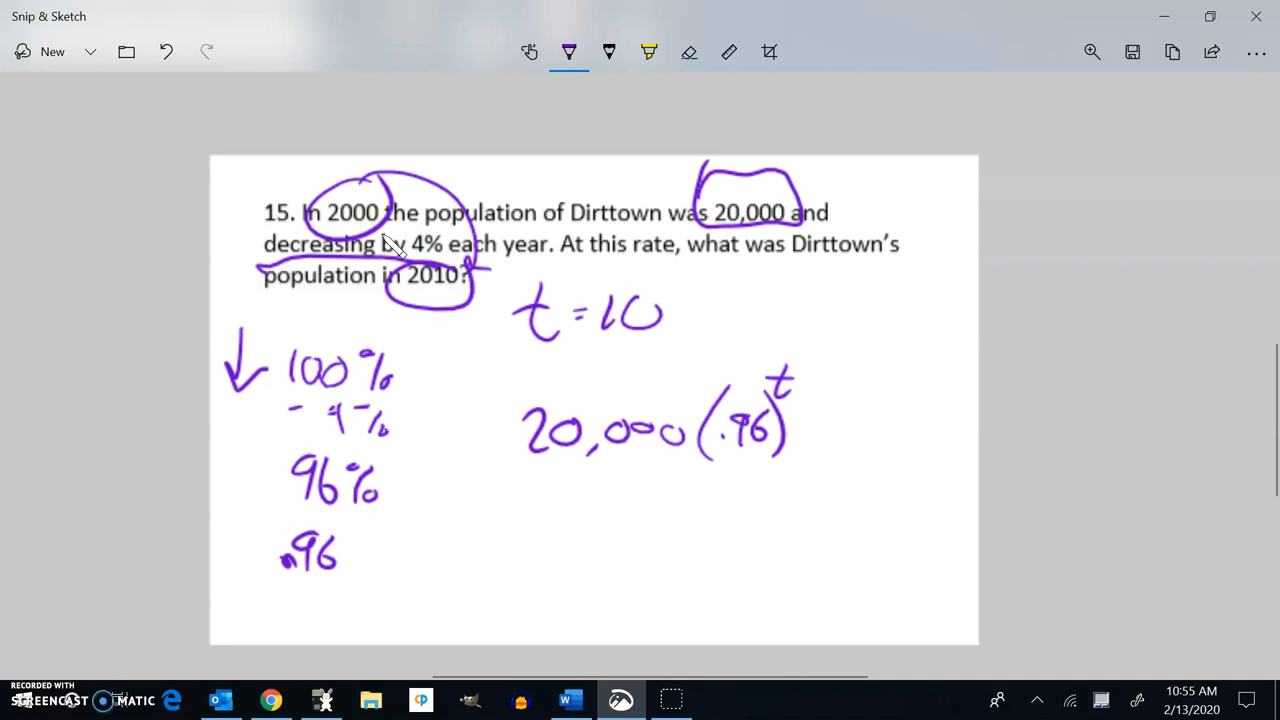 Snip & Sketch
New
15. In 2000 the population of Dirttown was 20,000 and
decreasing by 4% each year. At this rate, what was Dirttown's
population in 2010?
t = 10
100%
- 4%
96%
.96
20,000 (.96)^t
RECORDED WITH
SCREENCAST MATIC
10:55 AM
2/13/2020